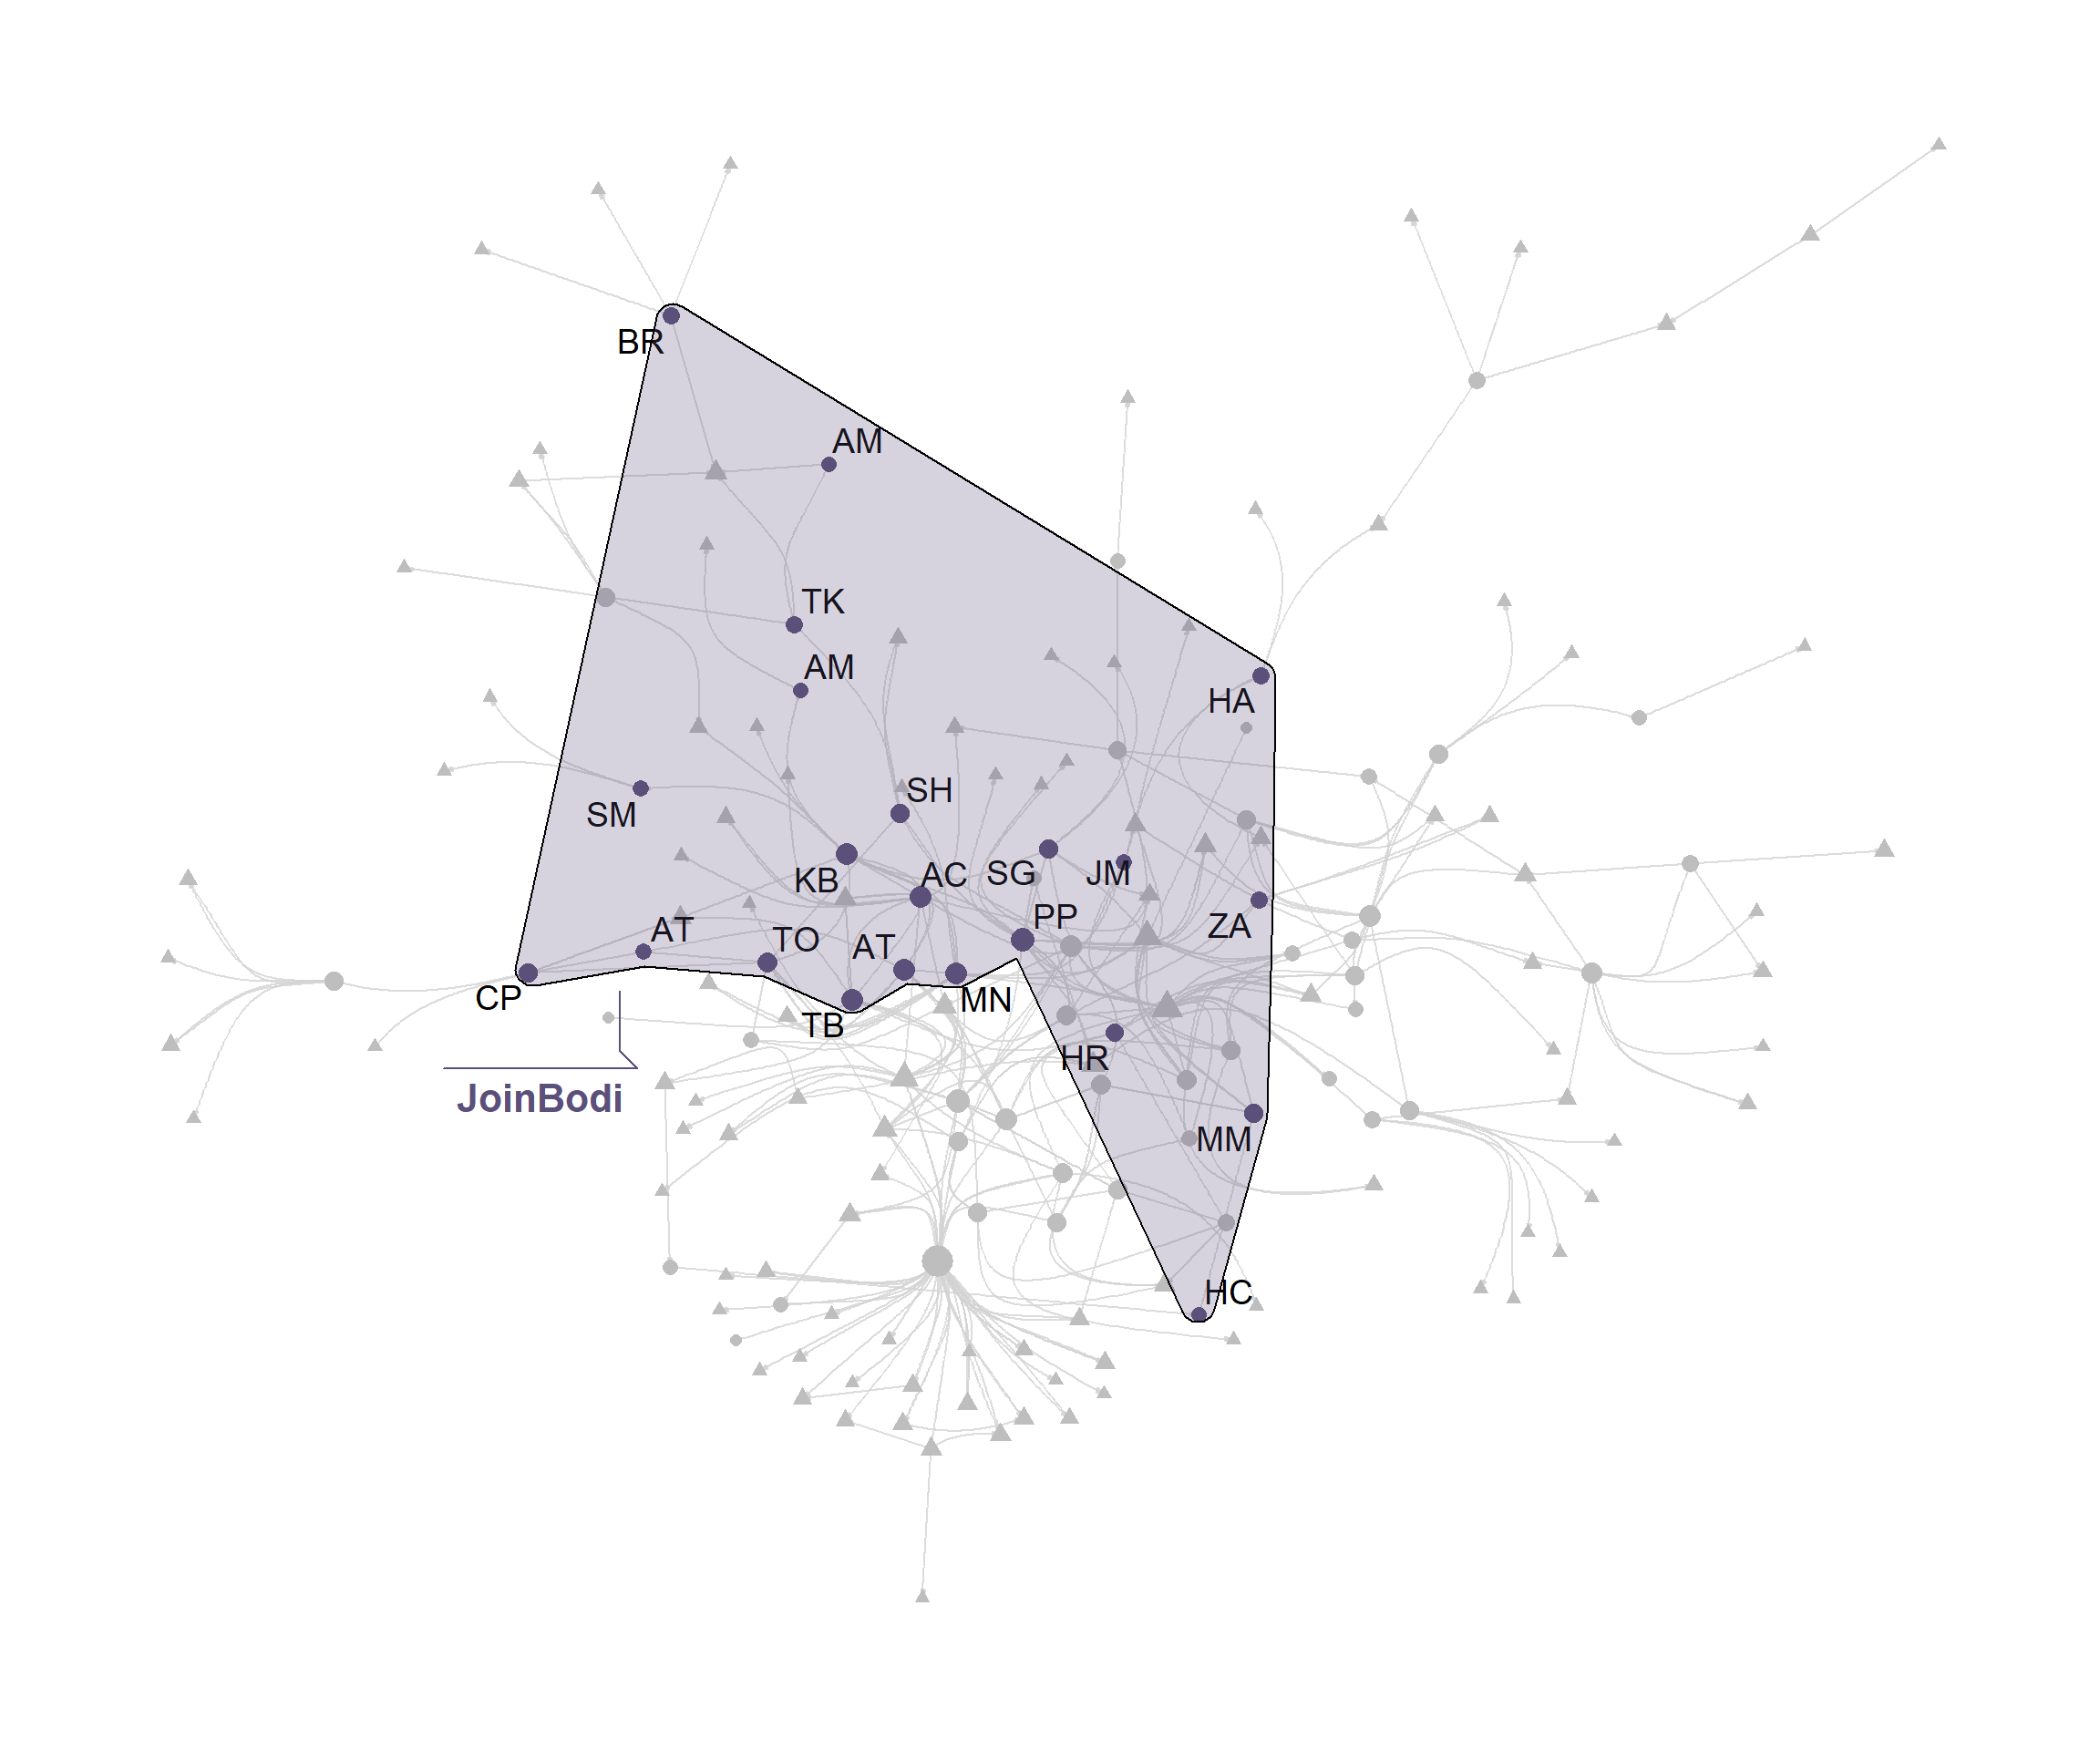 BR
AM
TK
AM
HA
SH
SM
KB
AC
SG
JM
PP
ZA
AT
TO
AT
CP
MN
TB
HR
JoinBodi
MM
HC